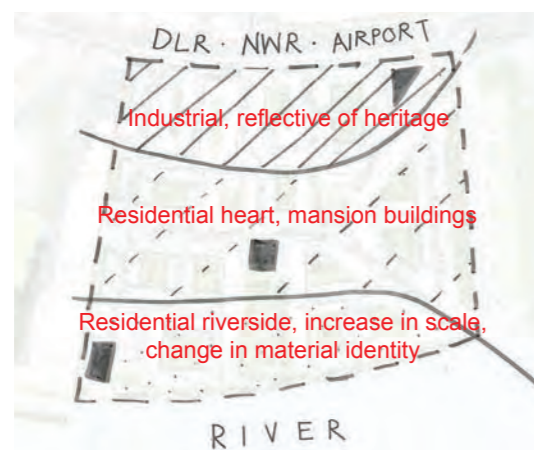 DLR · NWR · AIRPORT
Industrial, reflective of heritage
Residential heart, mansion buildings
Residential riverside, increase in scale,
change in material identity
RIVER